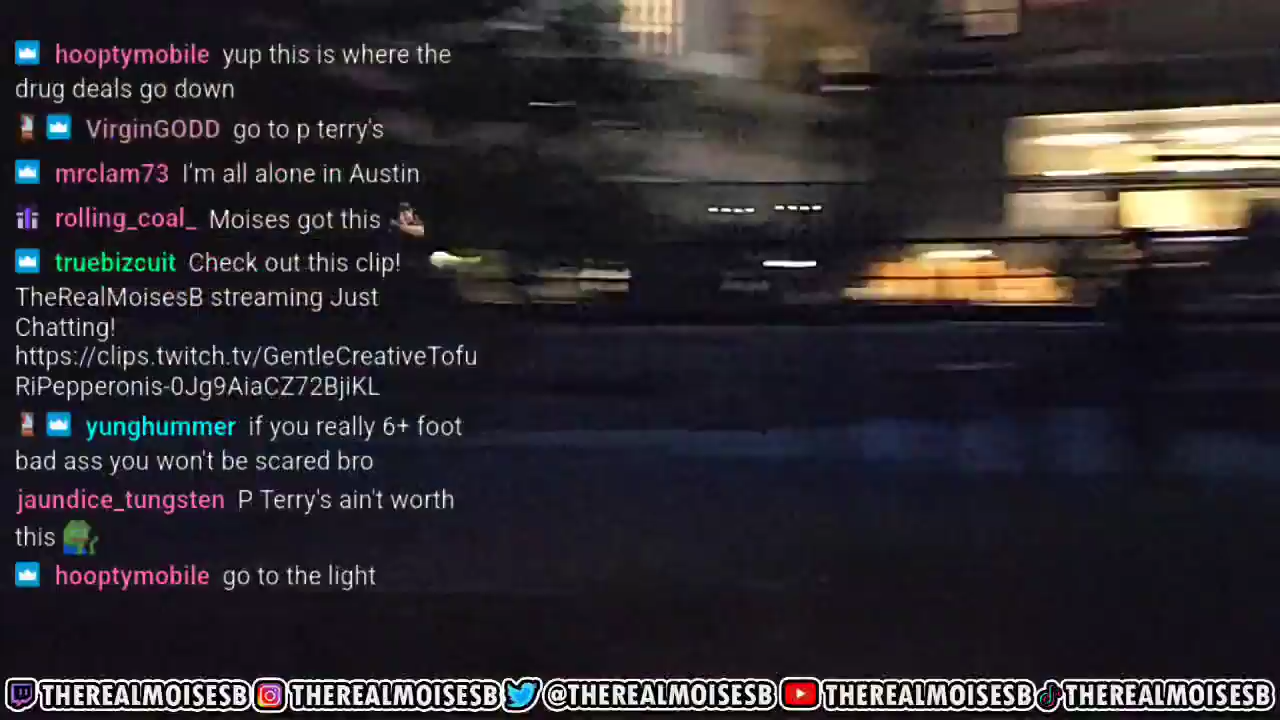 hooptymobile yup this is where the
drug deals go down
VirginGODD go to p terry's
mrclam73 I'm all alone in Austin
rolling_coal_ Moises got this
truebizcuit Check out this clip!
TheRealMoisesB streaming Just
Chatting!
https://clips.twitch.tv/GentleCreativeTofu
RiPepperonis-0Jg9AiaCZ72BjiKL
yunghummer if you really 6+ foot
bad ass you won't be scared bro
jaundice_tungsten P Terry's ain't worth
this
hooptymobile go to the light
THEREALMOISESB THEREALMOISESB @THEREALMOISESB THEREALMOISESB THEREALMOISESB